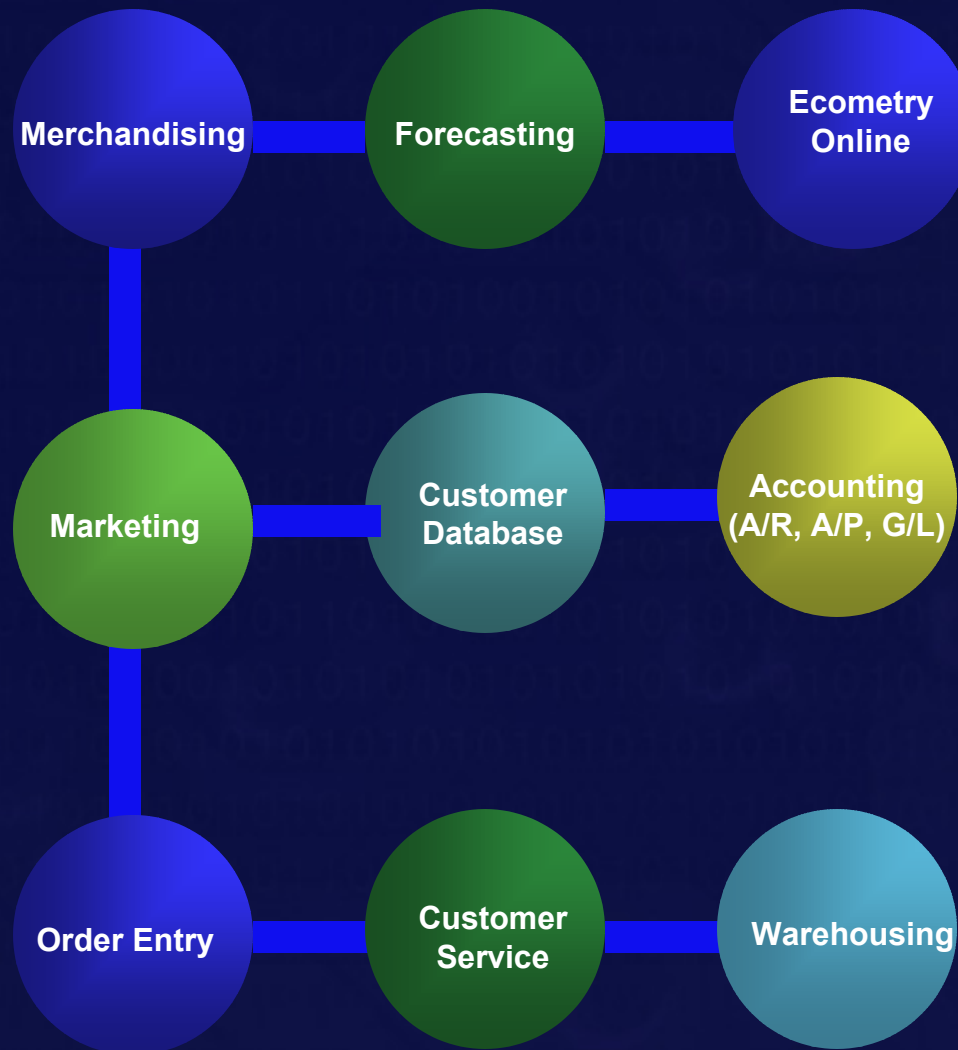 Merchandising
Forecasting
Ecometry
Online
Marketing
Customer
Database
Accounting
(A/R, A/P, G/L)
Order Entry
Customer
Service
Warehousing